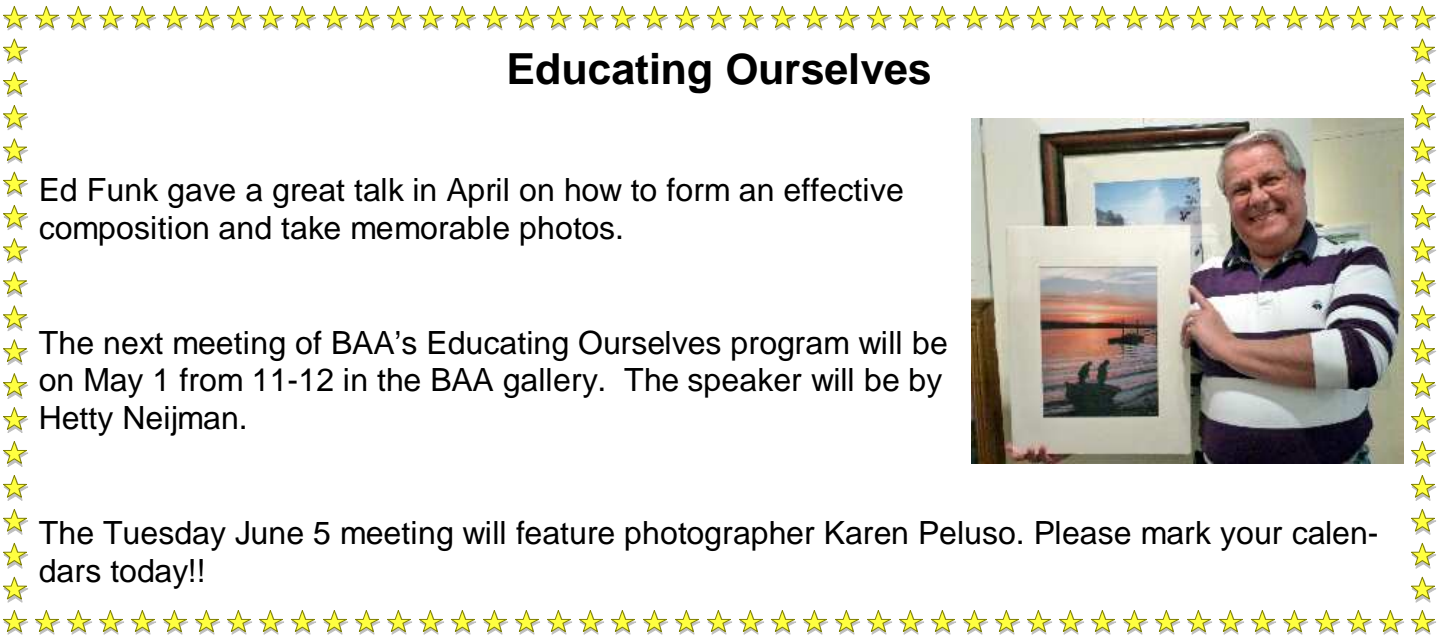 Educating Ourselves
Ed Funk gave a great talk in April on how to form an effective
composition and take memorable photos.
The next meeting of BAA’s Educating Ourselves program will be
on May 1 from 11-12 in the BAA gallery.  The speaker will be by
Hetty Neijman.
The Tuesday June 5 meeting will feature photographer Karen Peluso. Please mark your calen-
dars today!!